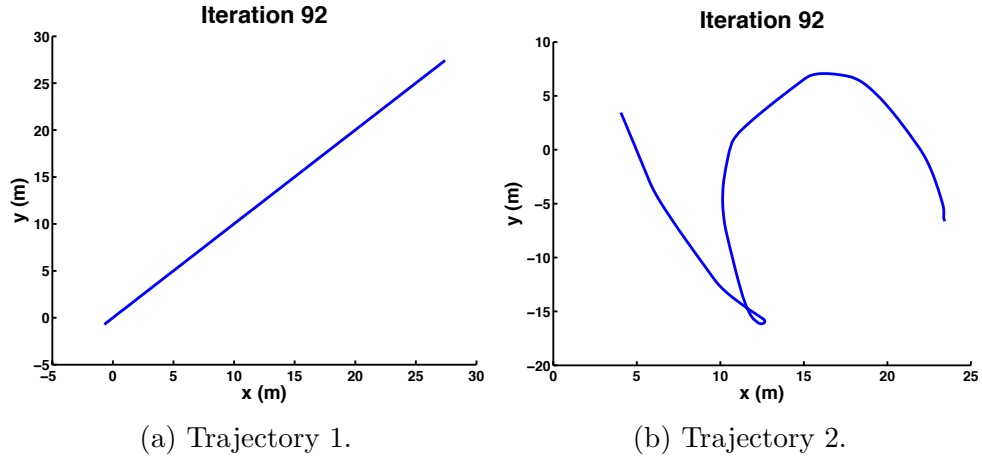 Iteration 92
30
25
20
15
10
5
0
−5
−5 0 5 10 15 20 25 30
x (m)
y (m)
(a) Trajectory 1.
Iteration 92
10
5
0
−5
−10
−15
−20
0 5 10 15 20 25
x (m)
y (m)
(b) Trajectory 2.